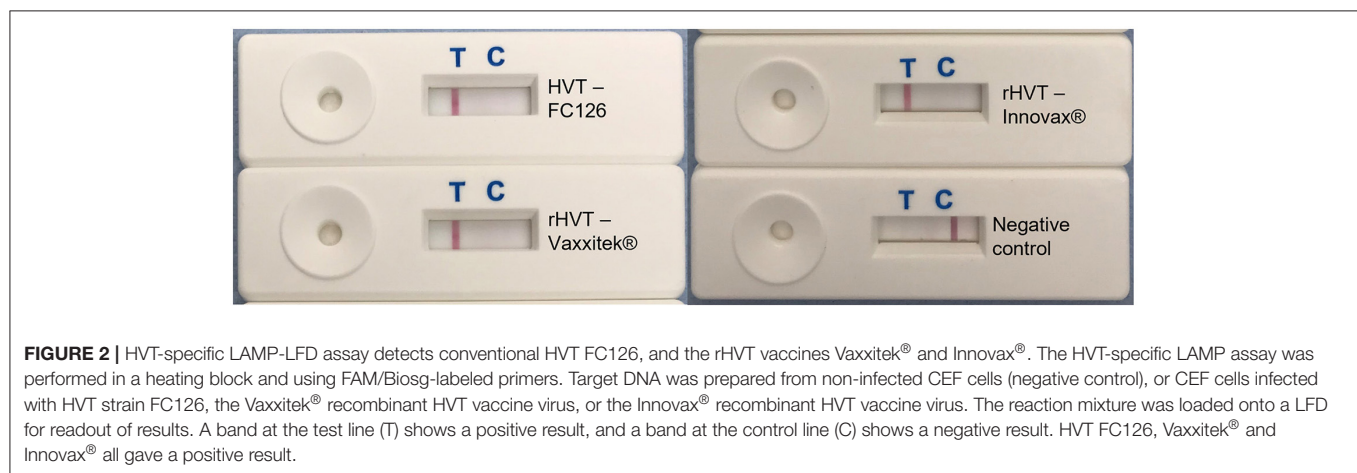 T C
HVT –
FC126
T C
rHVT –
Innovax®
T C
rHVT –
Vaxxitek®
T C
Negative
control
FIGURE 2 | HVT-specific LAMP-LFD assay detects conventional HVT FC126, and the rHVT vaccines Vaxxitek® and Innovax®. The HVT-specific LAMP assay was
performed in a heating block and using FAM/Biosg-labeled primers. Target DNA was prepared from non-infected CEF cells (negative control), or CEF cells infected
with HVT strain FC126, the Vaxxitek® recombinant HVT vaccine virus, or the Innovax® recombinant HVT vaccine virus. The reaction mixture was loaded onto a LFD
for readout of results. A band at the test line (T) shows a positive result, and a band at the control line (C) shows a negative result. HVT FC126, Vaxxitek® and
Innovax® all gave a positive result.